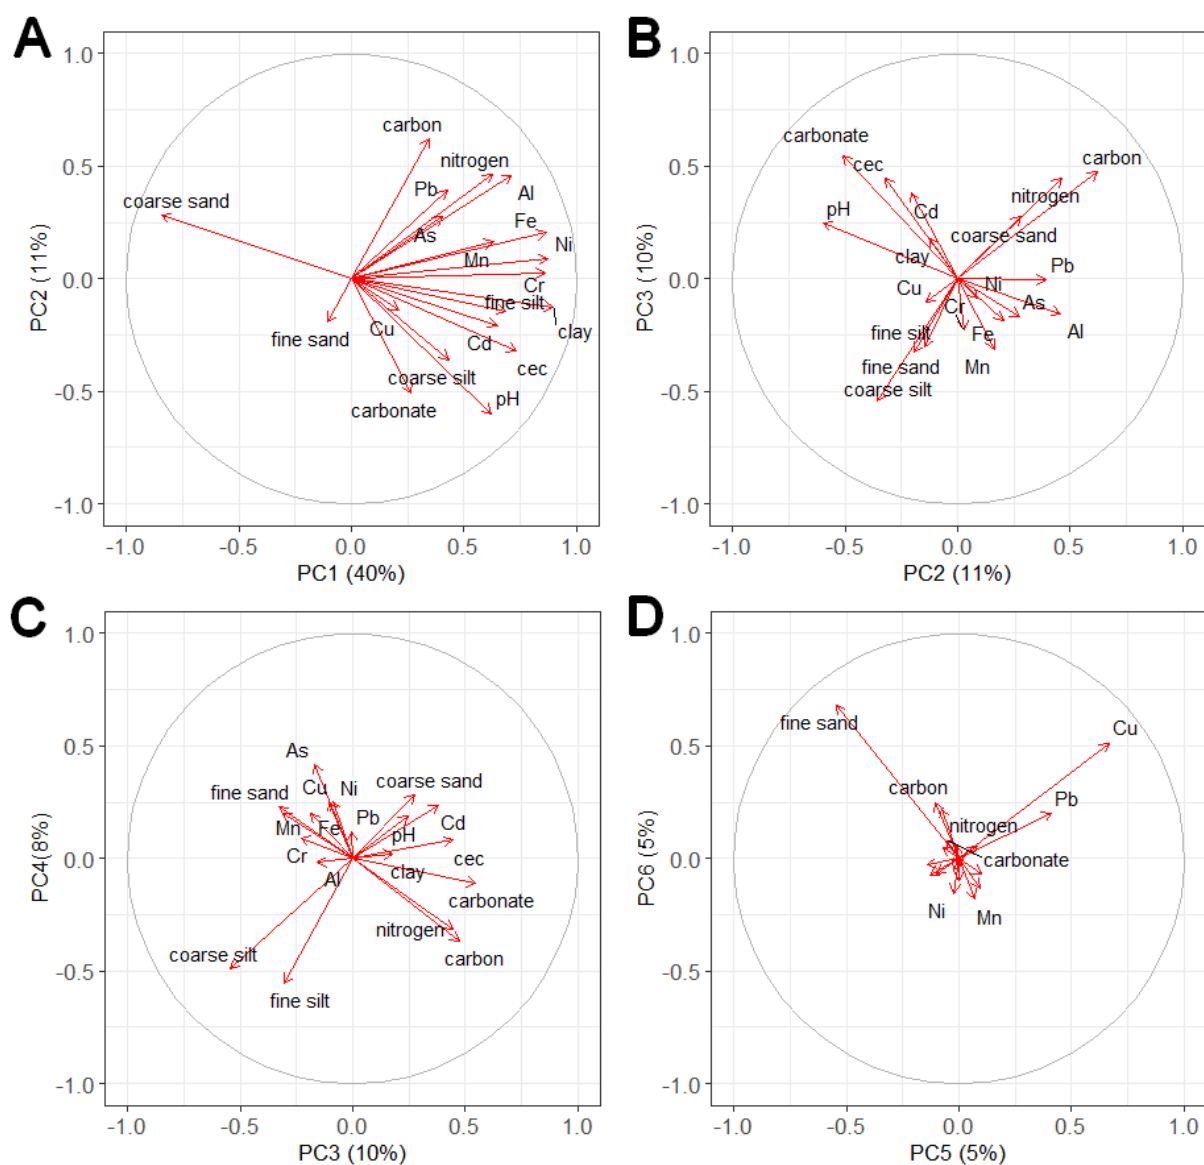 A
1.0
0.5
0.0
-0.5
-1.0
PC2 (11%)
carbon
nitrogen
Pb
Al
coarse sand
Fe
As
Ni
Mn
Cr
fine silt
Cu
fine sand
clay
Cd
cec
coarse silt
pH
carbonate
-1.0 -0.5 0.0 0.5 1.0
PC1 (40%)
B
1.0
0.5
0.0
-0.5
-1.0
PC3 (10%)
carbonate
cec
carbon
nitrogen
pH
Cd
coarse sand
clay
Pb
Cu
Ni
Cr
As
fine silt
Fe
Al
fine sand
Mn
coarse silt
-1.0 -0.5 0.0 0.5 1.0
PC2 (11%)
C
1.0
0.5
0.0
-0.5
-1.0
PC4(8%)
As
Cu
Ni
coarse sand
fine sand
Pb
Mn
Fe
Cd
pH
Cr
cec
Al
clay
carbonate
nitrogen
coarse silt
carbon
fine silt
-1.0 -0.5 0.0 0.5 1.0
PC3 (10%)
D
1.0
0.5
0.0
-0.5
-1.0
PC6 (5%)
fine sand
Cu
carbon
Pb
nitrogen
carbonate
Ni
Mn
-1.0 -0.5 0.0 0.5 1.0
PC5 (5%)